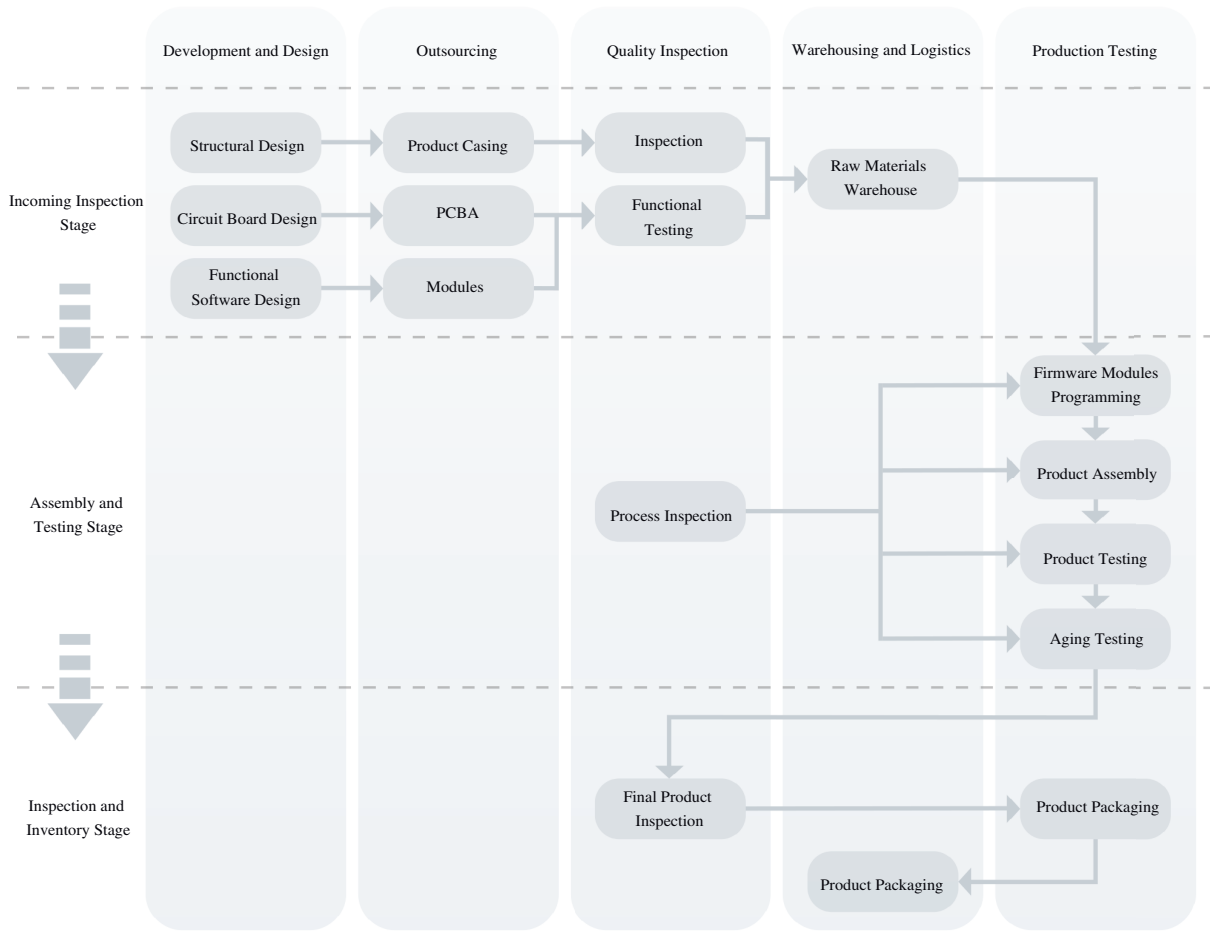 Development and Design
Outsourcing
Quality Inspection
Warehousing and Logistics
Production Testing
Incoming Inspection
Stage
Structural Design
Product Casing
Inspection
Raw Materials
Warehouse
Circuit Board Design
PCBA
Functional
Testing
Functional
Software Design
Modules
Assembly and
Testing Stage
Process Inspection
Firmware Modules
Programming
Product Assembly
Product Testing
Aging Testing
Inspection and
Inventory Stage
Final Product
Inspection
Product Packaging
Product Packaging